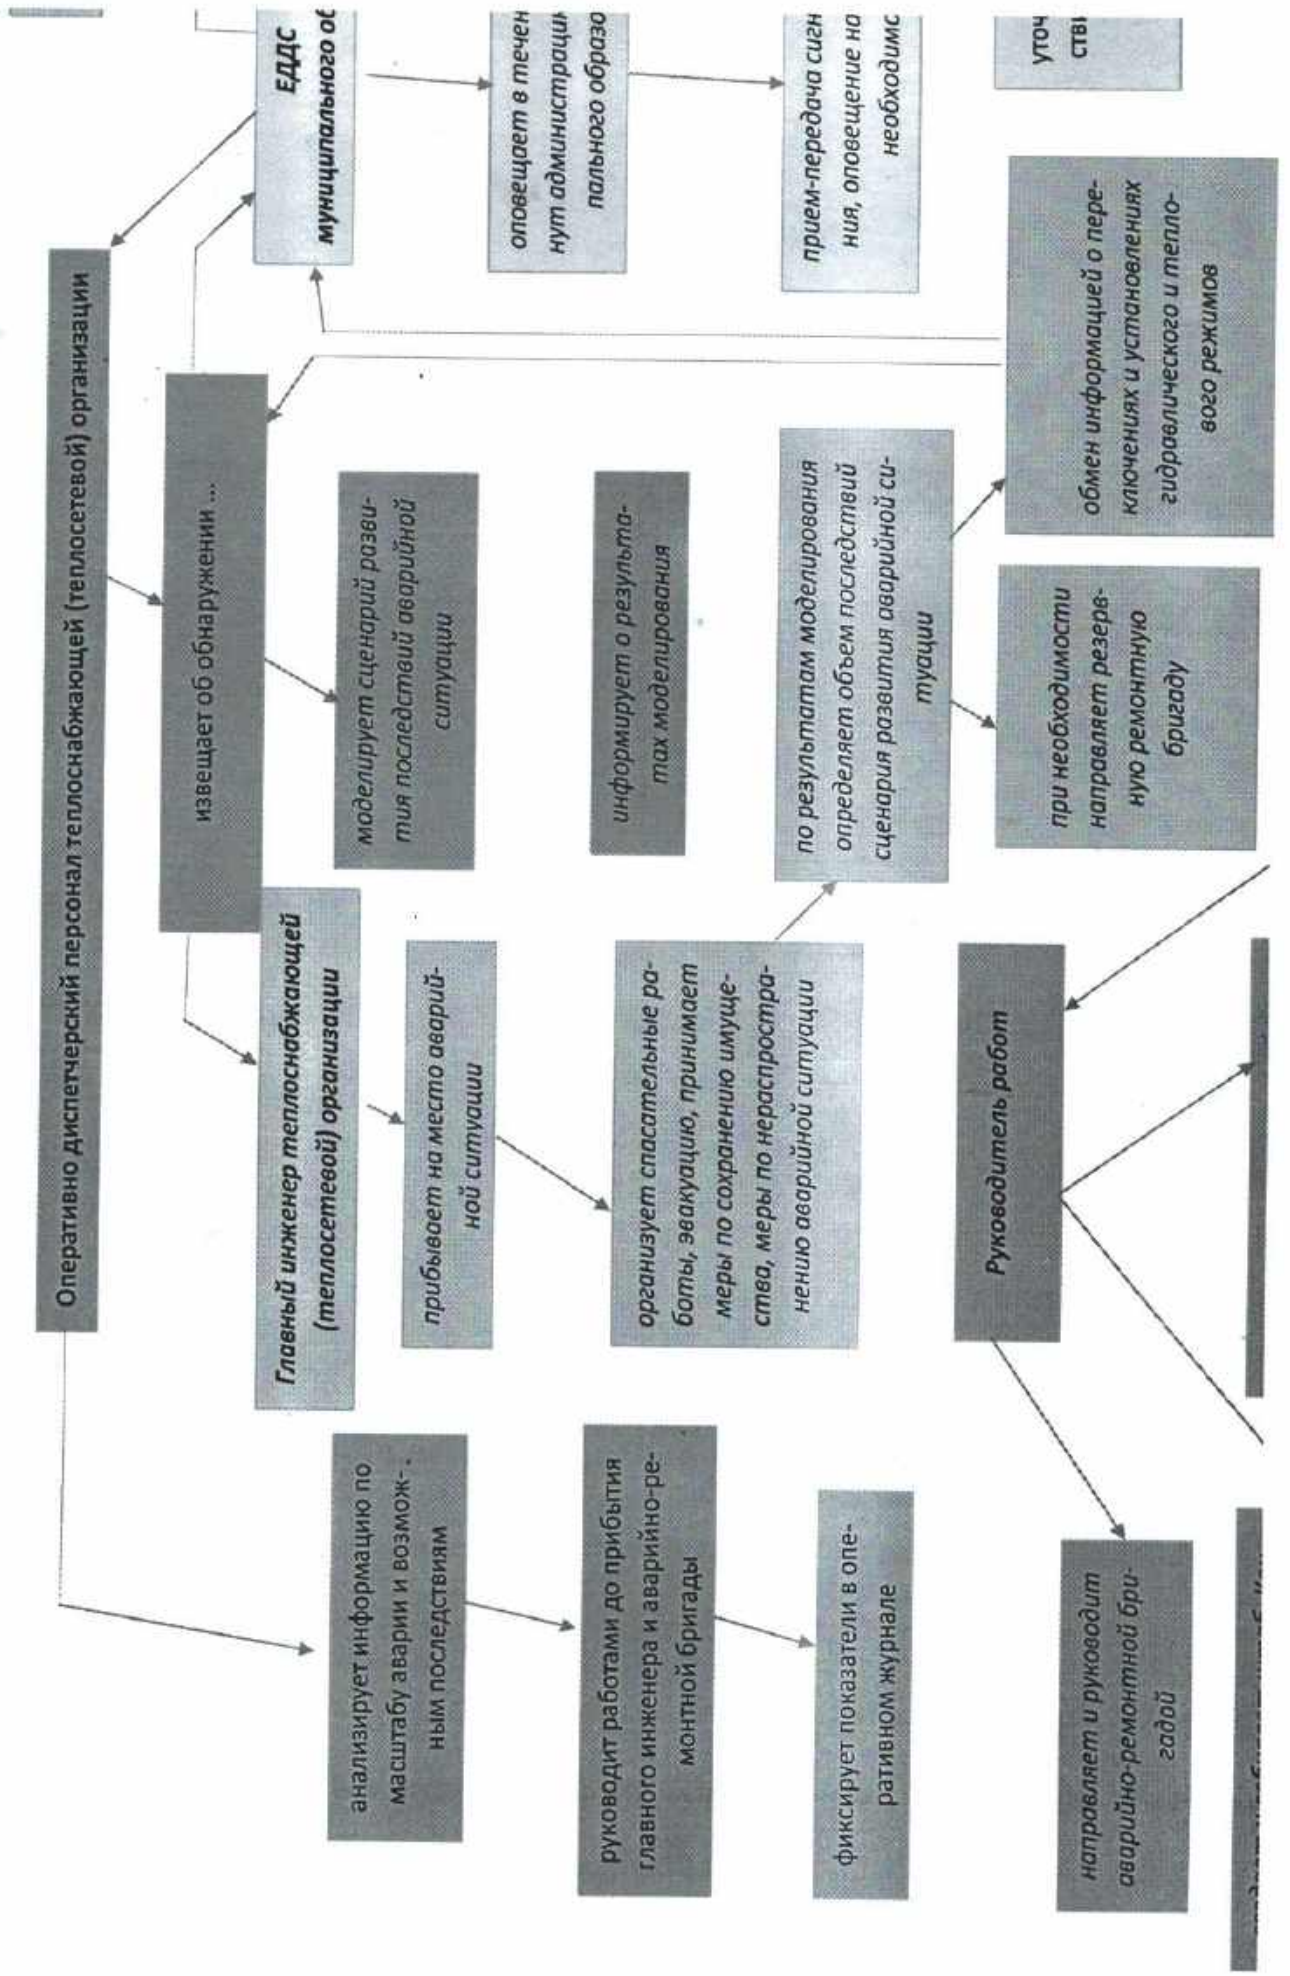 Оперативно диспетчерский персонал теплоснабжающей (теплосетевой) организации
извещает об обнаружении ...
Главный инженер теплоснабжающей
(теплосетевой) организации
ЕДДС
муниципального об
анализирует информацию по
масштабу аварии и возмож-
ным последствиям
прибывает на место аварий-
ной ситуации
моделирует сценарий разви-
тия последствий аварийной
ситуации
оповещает в течен
нут администраци
пального образо
руководит работами до прибытия
главного инженера и аварийно-ре-
монтной бригады
организует спасательные ра-
боты, эвакуацию, принимает
меры по сохранению имуще-
ства, меры по нераспростра-
нению аварийной ситуации
информирует о результа-
тах моделирования
прием-передача сигн
ния, оповещение на
необходимо
фиксирует показатели в опе-
ративном журнале
по результатам моделирования
определяет объем последствий
сценария развития аварийной си-
туации
уточ
стви
Руководитель работ
при необходимости
направляет резерв-
ную ремонтную
бригаду
обмен информацией о пере-
ключениях и установлениях
гидравлического и тепло-
вого режимов
направляет и руководит
аварийно-ремонтной бри-
гадой